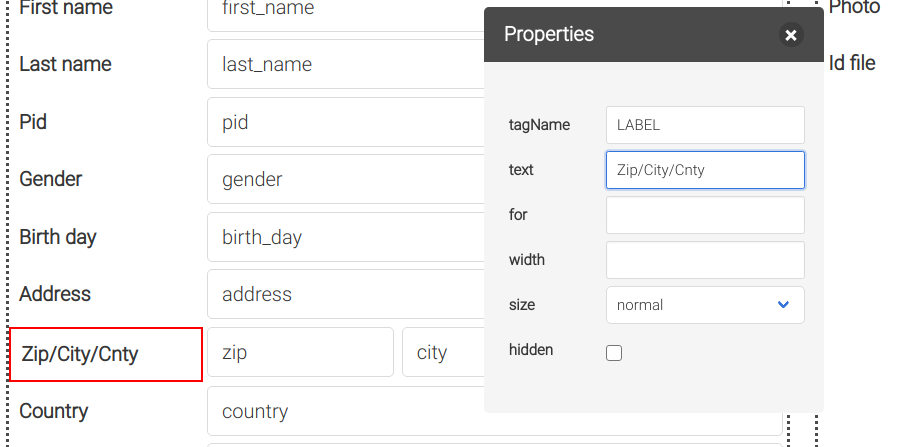 First name
first_name
Last name
last_name
Pid
pid
Gender
gender
Birth day
birth_day
Address
address
Zip/City/Cnty
zip
city
Country
country
Properties
tagName
LABEL
text
Zip/City/Cnty
for
width
size
normal
hidden
Photo
Id file